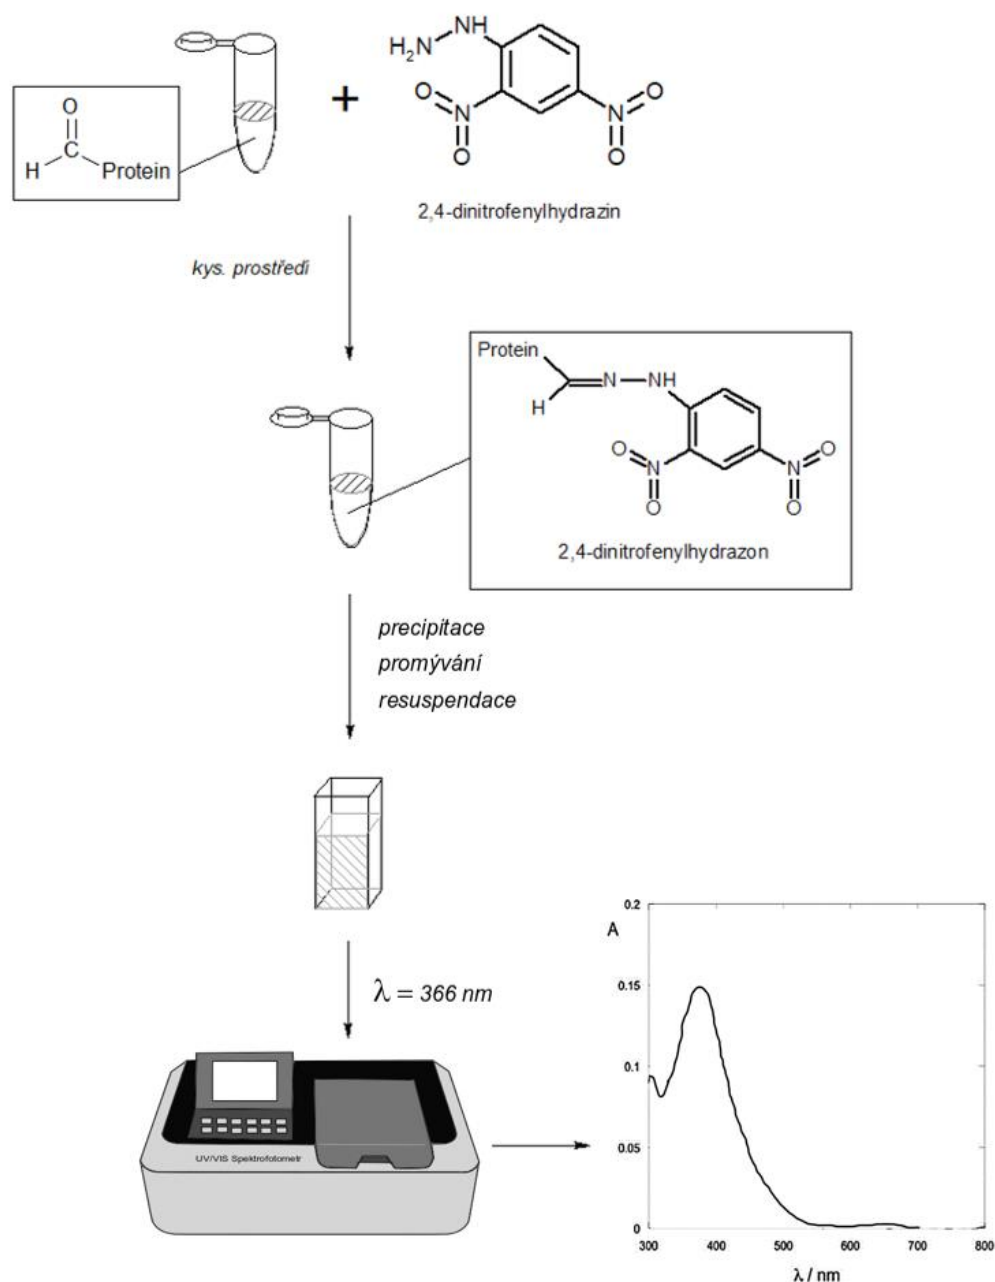 H₂N
NH
O
N
O
N
O
O
+
O
C
H
Protein
2,4-dinitrofenylhydrazin
kys. prostředi
Protein
N
NH
H
O
N
O
N
O
O
2,4-dinitrofenylhydrazon
precipitace
promývání
resuspendace
λ = 366 nm
UV/VIS Spektrofotometr
A
0.2
0.15
0.1
0.05
0
300 400 500 600 700 800
λ / nm